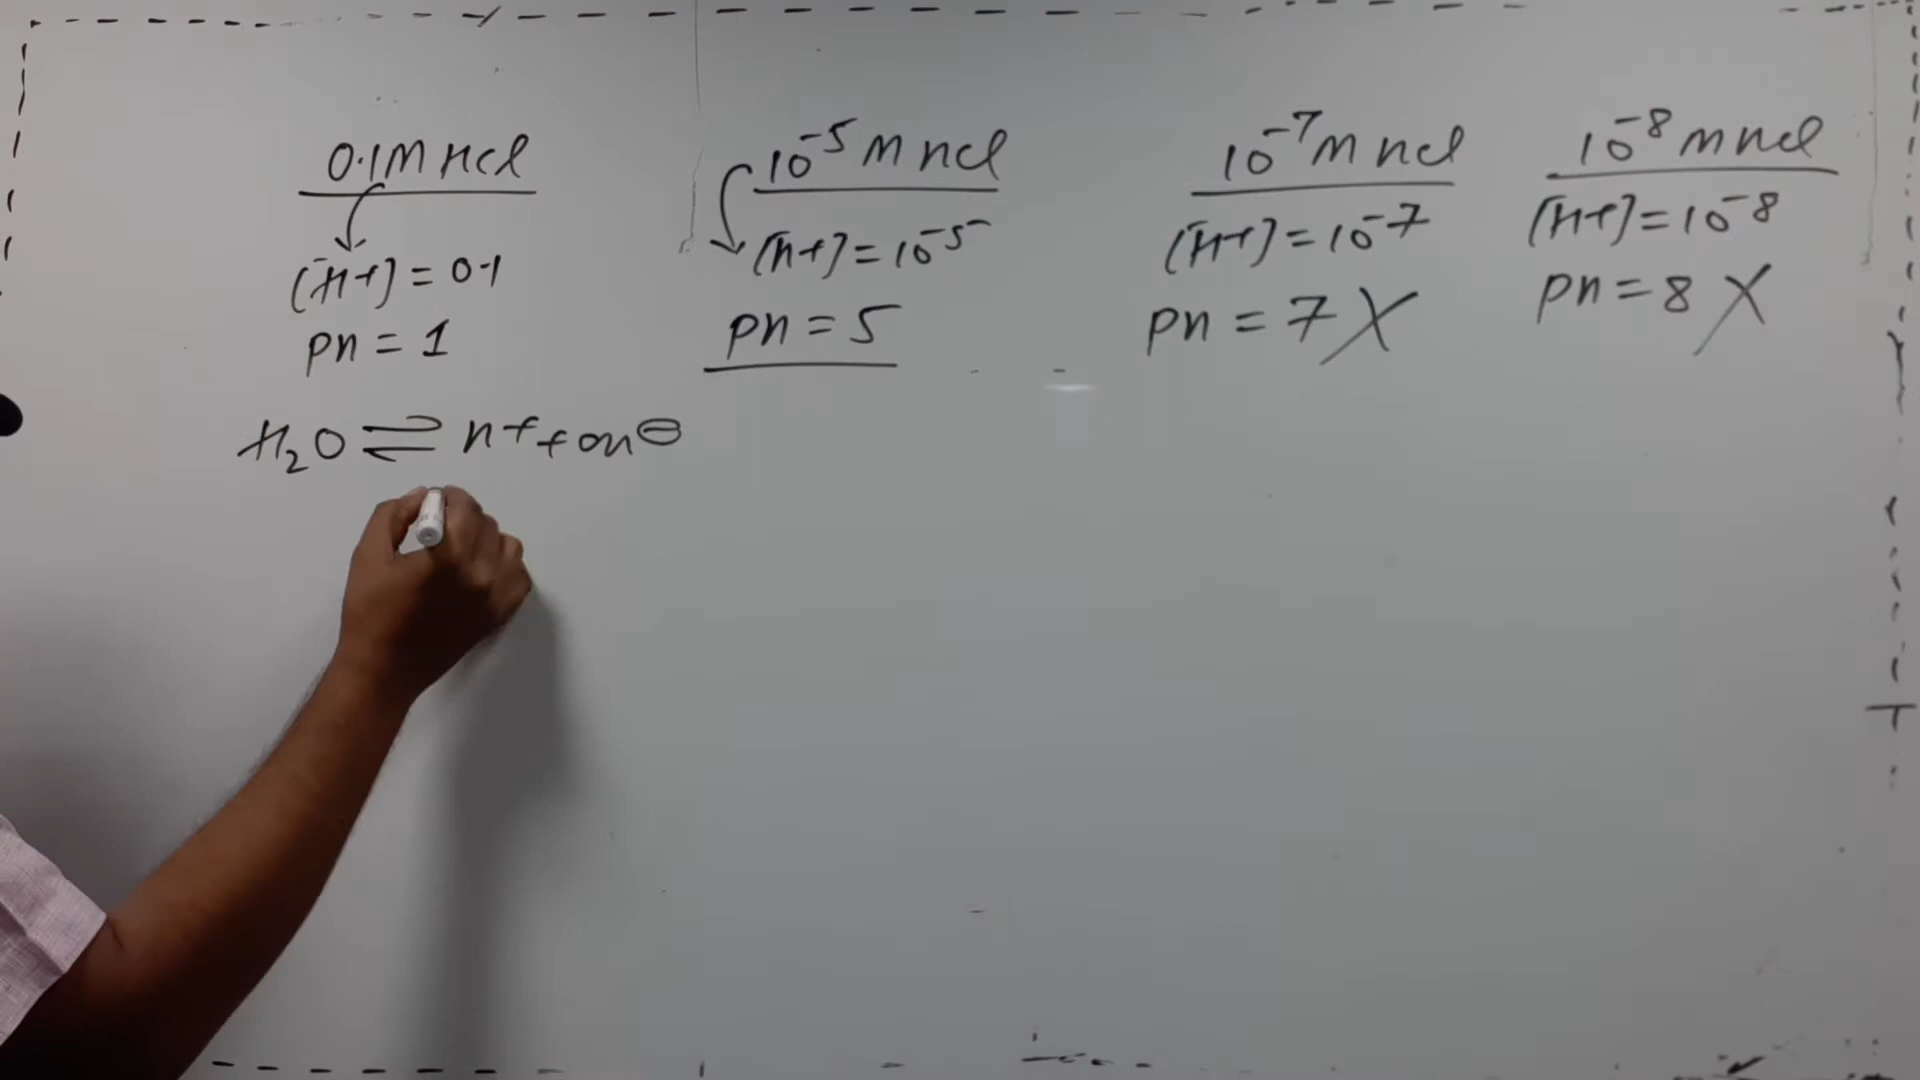 0.1M HCl
[H+] = 0.1
pH = 1
10⁻⁵ M HCl
[H+] = 10⁻⁵
pH = 5
10⁻⁷ M HCl
[H+] = 10⁻⁷
pH = 7 X
10⁻⁸ M HCl
[H+] = 10⁻⁸
pH = 8 X
H₂O ⇌ H⁺ + OH⊖